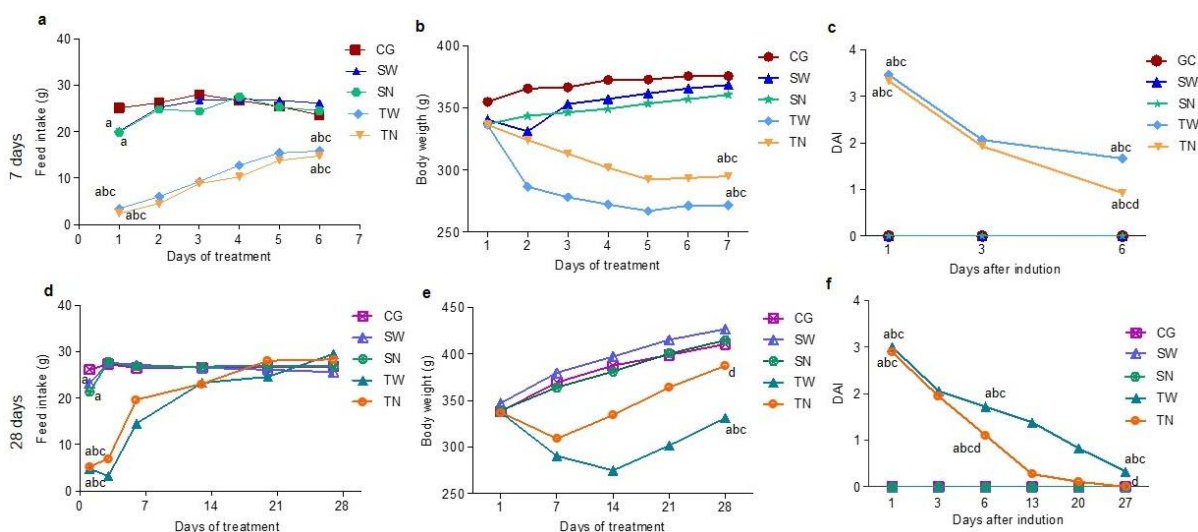 7 days
a
Feed intake (g)
40
30
20
10
0
0 1 2 3 4 5 6 7
Days of treatment
CG
SW
SN
TW
TN
a
a
abc
abc
abc
abc
b
Body weigth (g)
400
350
300
250
1 2 3 4 5 6 7
Days of treatment
CG
SW
SN
TW
TN
abc
abc
c
DAI
4
3
2
1
0
1 3 6
Days after indution
GC
SW
SN
TW
TN
abc
abc
abc
abcd
28 days
d
Feed intake (g)
40
30
20
10
0
0 7 14 21 28
Days of treatment
CG
SW
SN
TW
TN
a
a
abc
abc
e
Body weight (g)
450
400
350
300
250
1 7 14 21 28
Days of treatment
CG
SW
SN
TW
TN
d
abc
f
DAI
4
3
2
1
0
1 3 6 13 20 27
Days after indution
CG
SW
SN
TW
TN
abc
abc
abc
abcd
abc
d